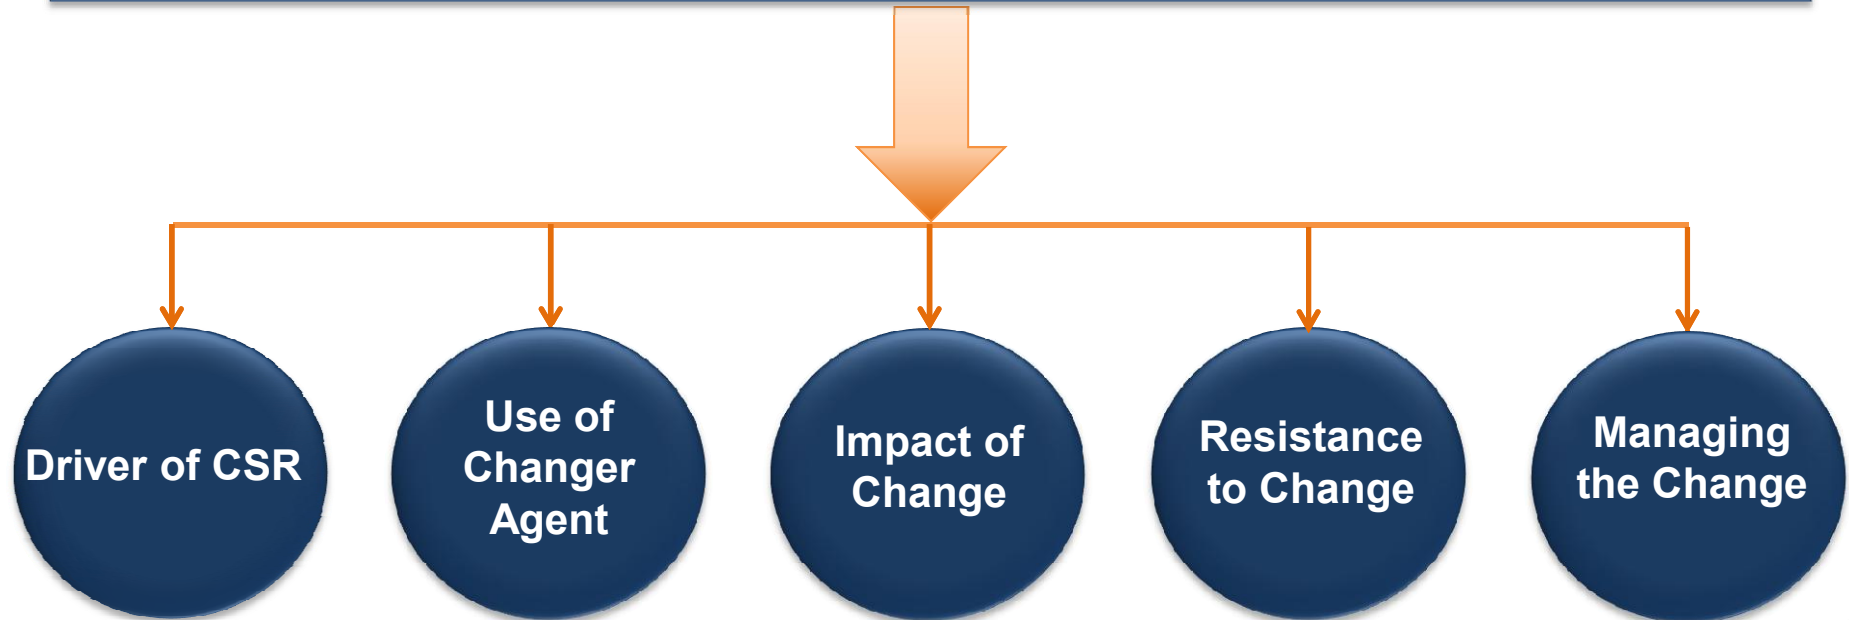 Driver of CSR
Use of
Changer
Agent
Impact of
Change
Resistance
to Change
Managing
the Change